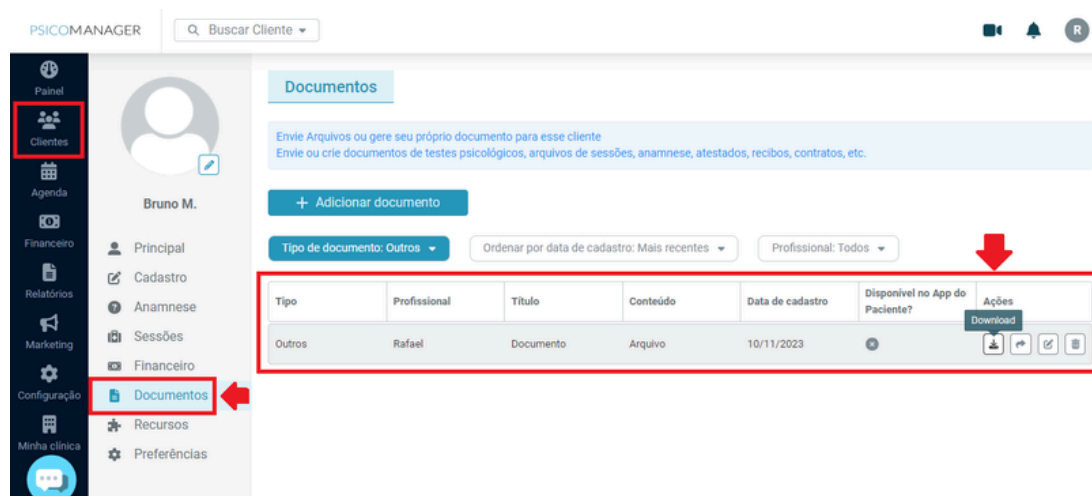 PSICOMANAGER
Buscar Cliente
R
Painel
Clientes
Agenda
Financeiro
Relatórios
Marketing
Configuração
Minha clínica
Bruno M.
Principal
Cadastro
Anamnese
Sessões
Financeiro
Documentos
Recursos
Preferências
Documentos
Envie Arquivos ou gere seu próprio documento para esse cliente
Envie ou crie documentos de testes psicológicos, arquivos de sessões, anamnese, atestados, recibos, contratos, etc.
+ Adicionar documento
Tipo de documento: Outros
Ordenar por data de cadastro: Mais recentes
Profissional: Todos
Tipo Profissional Título Conteúdo Data de cadastro Disponível no App do
Paciente? Ações
Download
Outros Rafael Documento Arquivo 10/11/2023